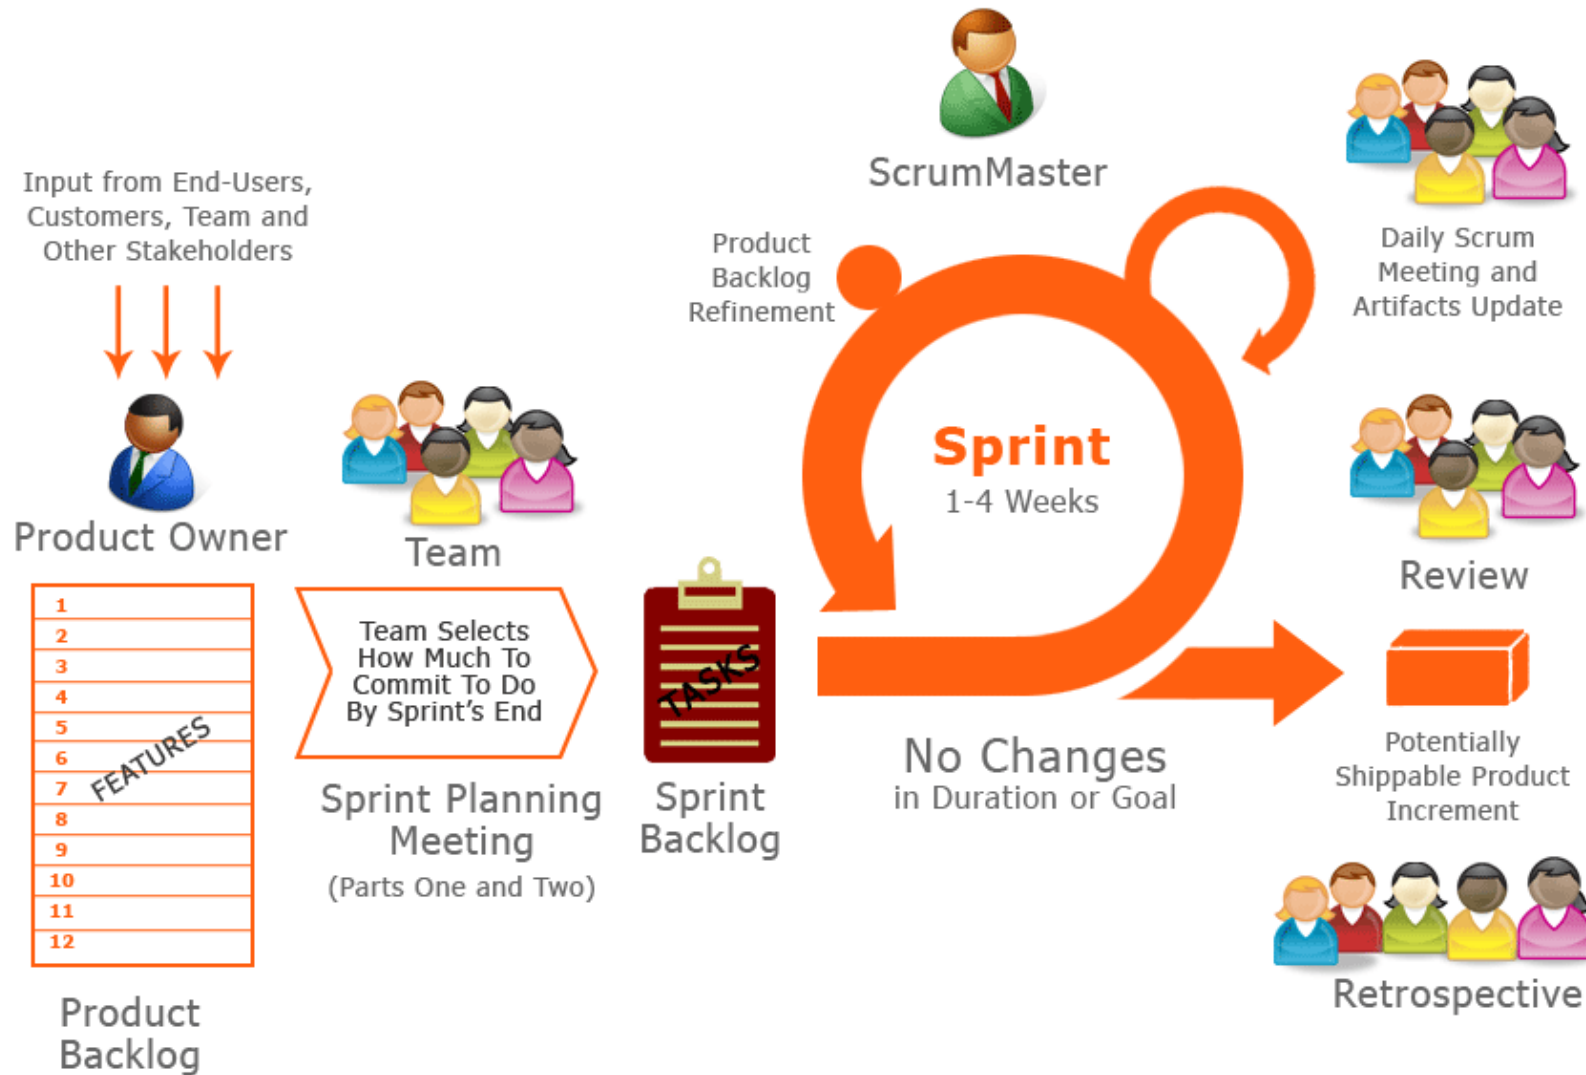 Input from End-Users,
Customers, Team and
Other Stakeholders
Product Owner
1
2
3
4
5
6
7
8
9
10
11
12
FEATURES
Product
Backlog
Team
Team Selects
How Much To
Commit To Do
By Sprint's End
Sprint Planning
Meeting
(Parts One and Two)
TASKS
Sprint
Backlog
ScrumMaster
Product
Backlog
Refinement
Sprint
1-4 Weeks
No Changes
in Duration or Goal
Daily Scrum
Meeting and
Artifacts Update
Review
Potentially
Shippable Product
Increment
Retrospective